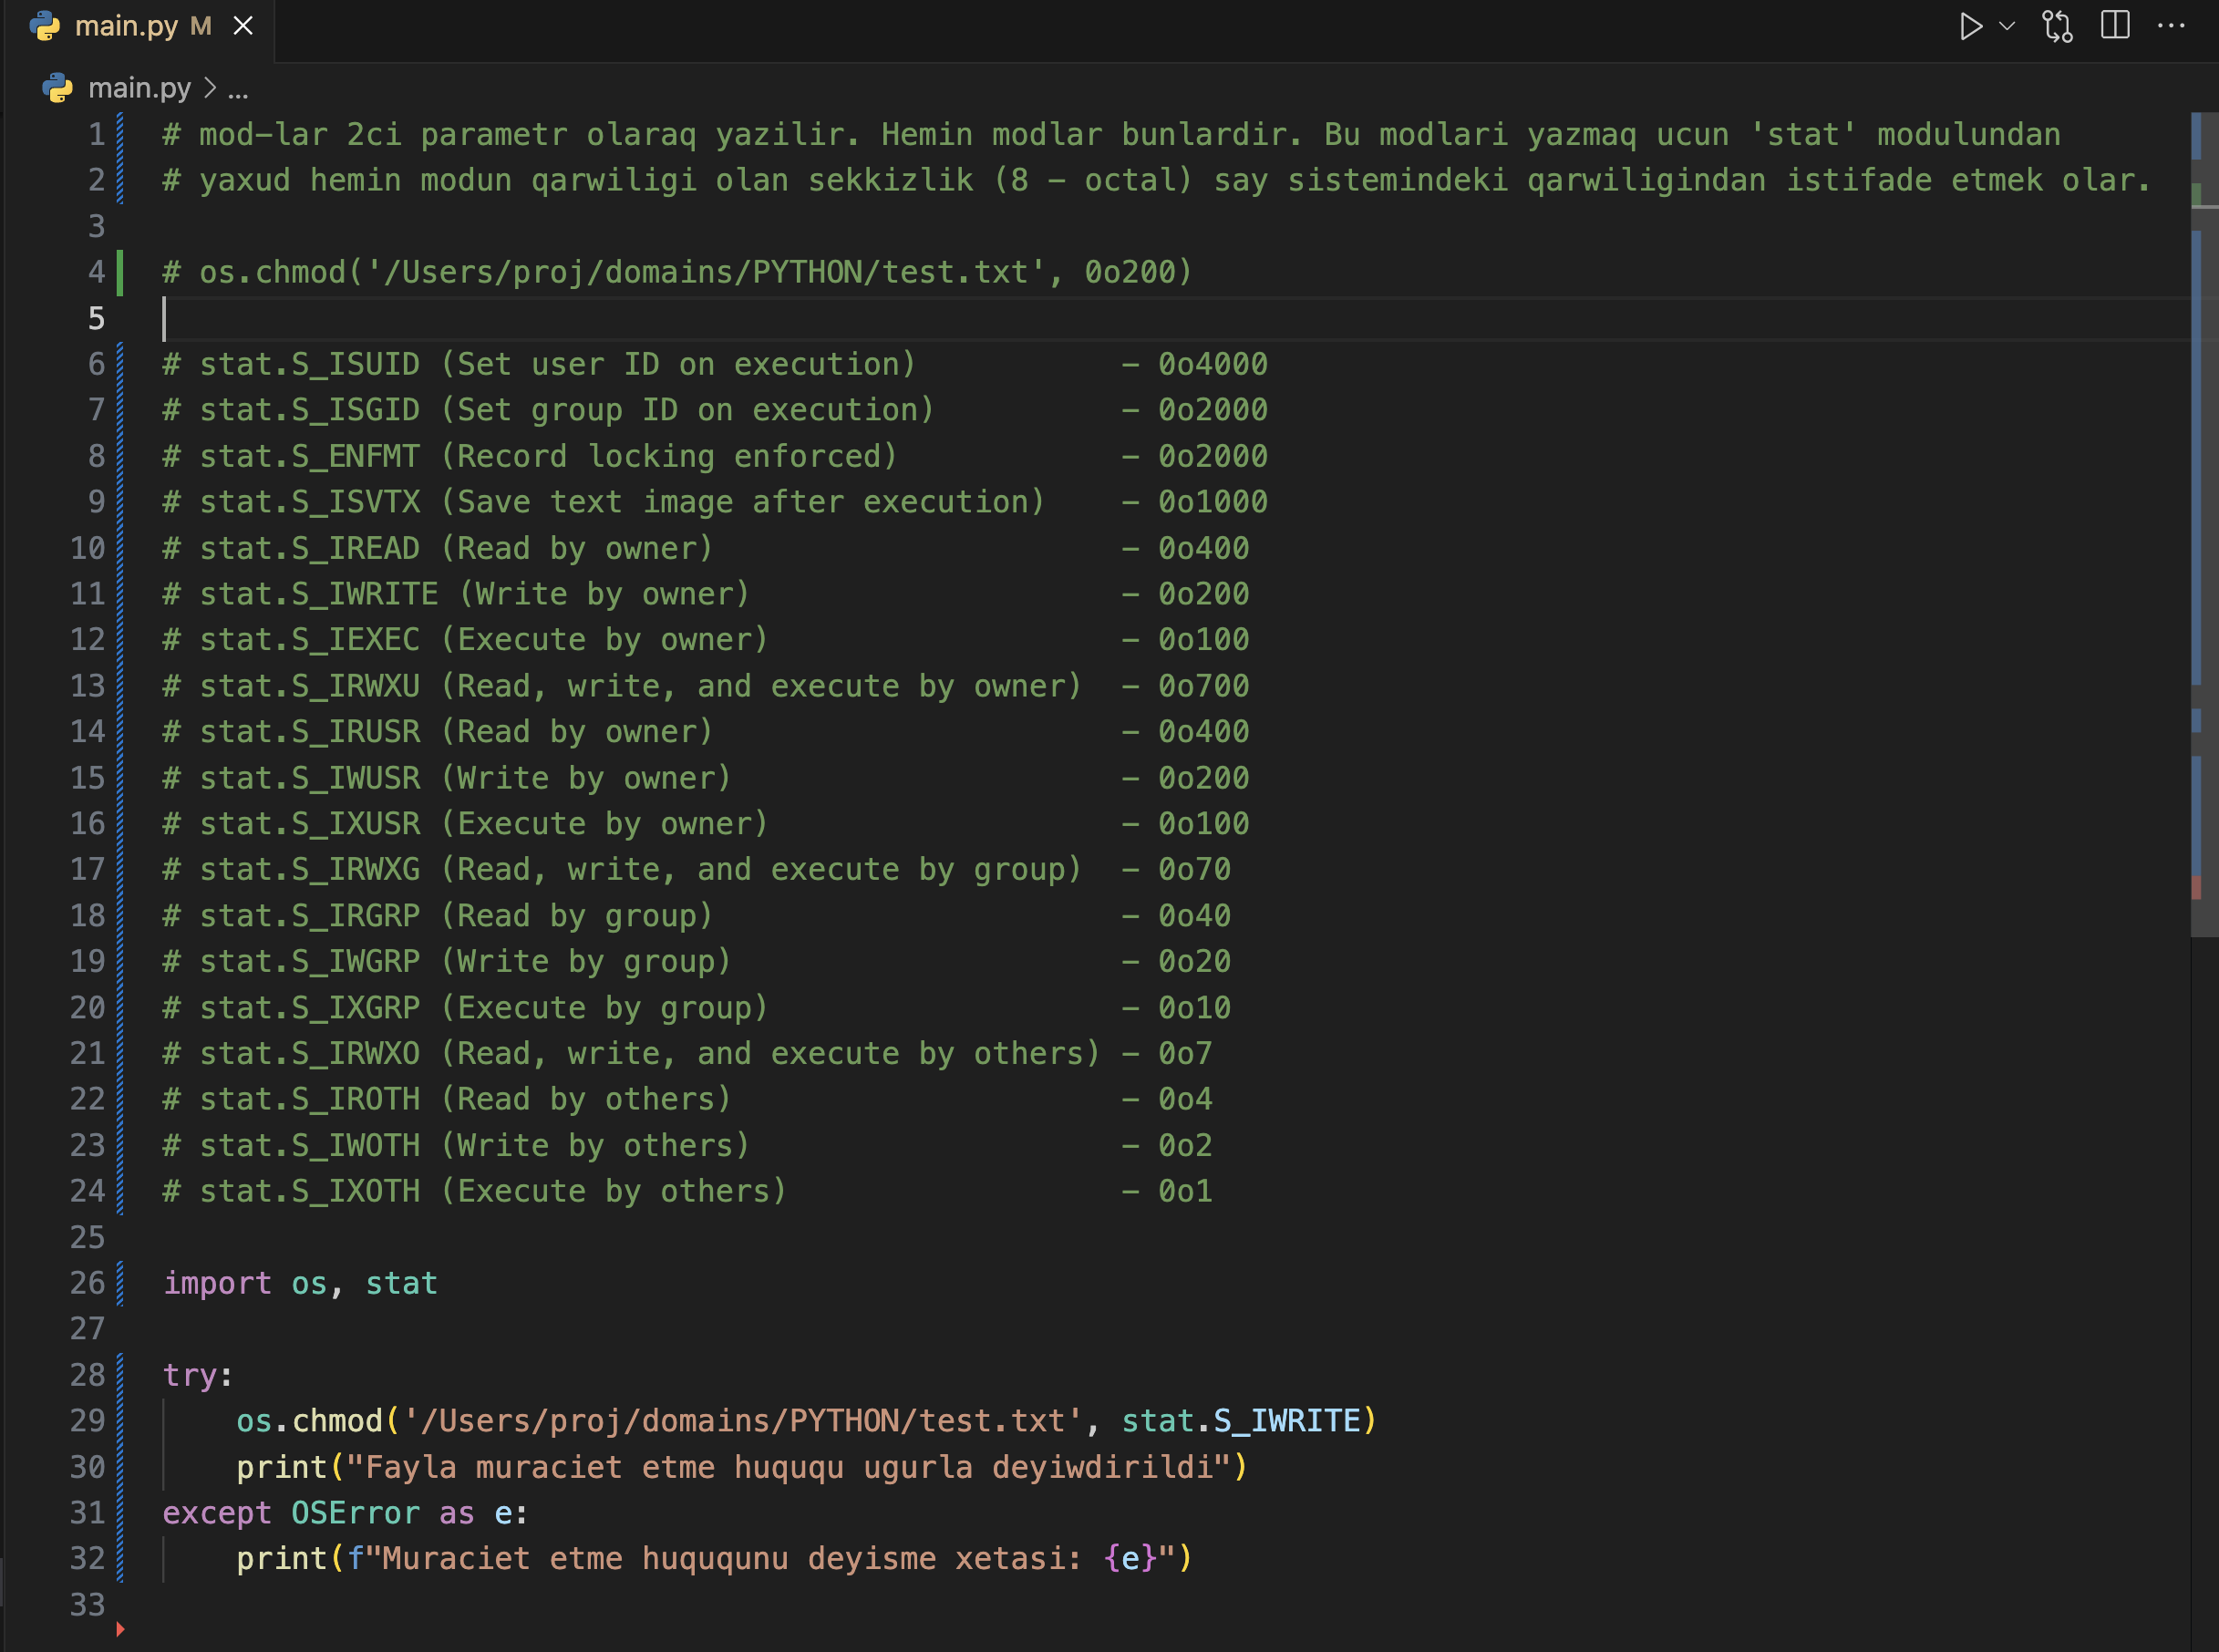 main.py M
main.py > ...
1 # mod-lar 2ci parametr olaraq yazilir. Hemin modlar bunlardir. Bu modlari yazmaq ucun 'stat' modulundan
2 # yaxud hemin modun qarwiligi olan sekkizlik (8 - octal) say sistemindeki qarwiligindan istifade etmek olar.
3
4 # os.chmod('/Users/proj/domains/PYTHON/test.txt', 0o200)
5
6 # stat.S_ISUID (Set user ID on execution)           - 0o4000
7 # stat.S_ISGID (Set group ID on execution)          - 0o2000
8 # stat.S_ENFMT (Record locking enforced)            - 0o2000
9 # stat.S_ISVTX (Save text image after execution)    - 0o1000
10 # stat.S_IREAD (Read by owner)                      - 0o400
11 # stat.S_IWRITE (Write by owner)                    - 0o200
12 # stat.S_IEXEC (Execute by owner)                   - 0o100
13 # stat.S_IRWXU (Read, write, and execute by owner)  - 0o700
14 # stat.S_IRUSR (Read by owner)                      - 0o400
15 # stat.S_IWUSR (Write by owner)                     - 0o200
16 # stat.S_IXUSR (Execute by owner)                   - 0o100
17 # stat.S_IRWXG (Read, write, and execute by group)  - 0o70
18 # stat.S_IRGRP (Read by group)                      - 0o40
19 # stat.S_IWGRP (Write by group)                     - 0o20
20 # stat.S_IXGRP (Execute by group)                   - 0o10
21 # stat.S_IRWXO (Read, write, and execute by others) - 0o7
22 # stat.S_IROTH (Read by others)                     - 0o4
23 # stat.S_IWOTH (Write by others)                    - 0o2
24 # stat.S_IXOTH (Execute by others)                  - 0o1
25
26 import os, stat
27
28 try:
29     os.chmod('/Users/proj/domains/PYTHON/test.txt', stat.S_IWRITE)
30     print("Fayla muraciet etme huququ ugurla deyiwdirildi")
31 except OSError as e:
32     print(f"Muraciet etme huququnu deyisme xetasi: {e}")
33